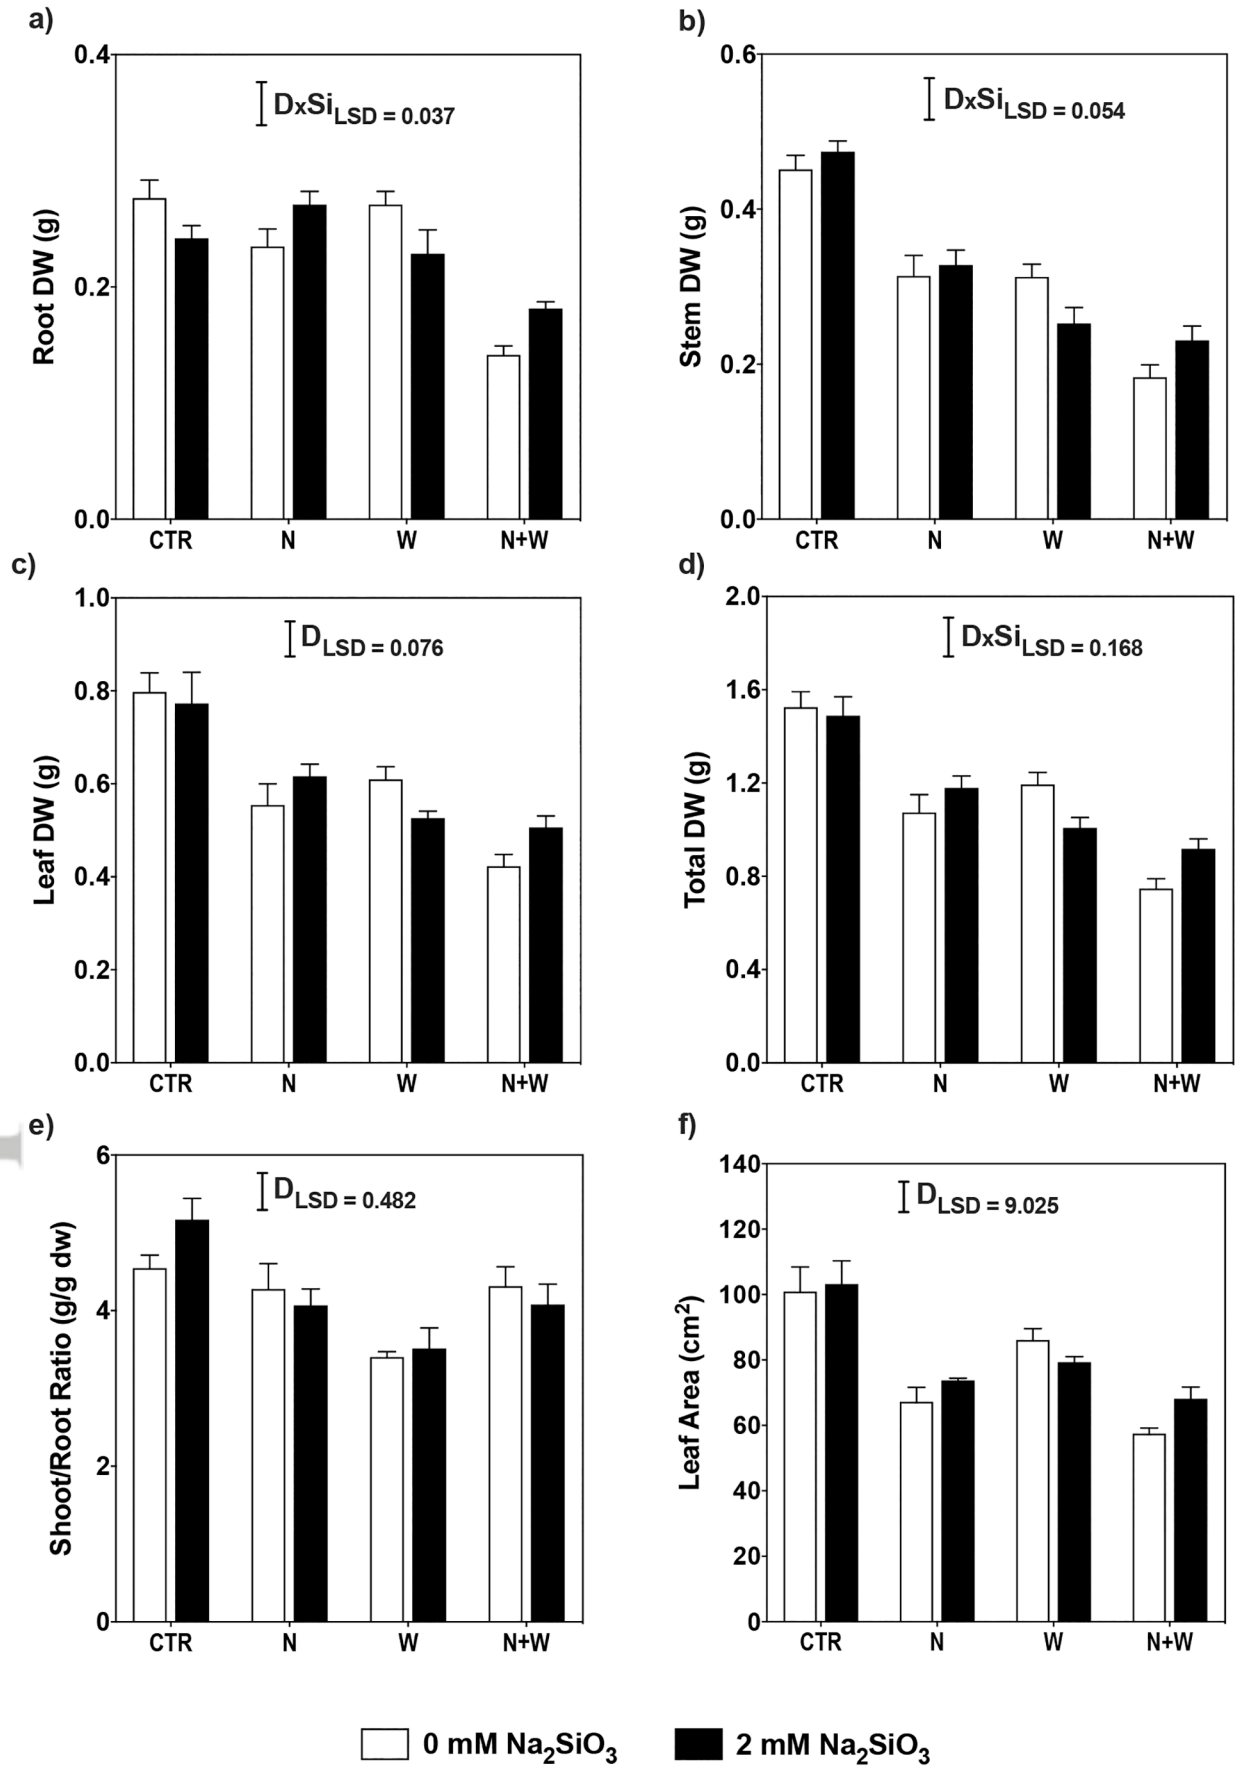 a)
0.4
DxSiLSD = 0.037
0.2
0.0
Root DW (g)
CTR N W N+W
b)
0.6
DxSiLSD = 0.054
0.4
0.2
0.0
Stem DW (g)
CTR N W N+W
c)
1.0
DLSD = 0.076
0.8
0.6
0.4
0.2
0.0
Leaf DW (g)
CTR N W N+W
d)
2.0
DxSiLSD = 0.168
1.6
1.2
0.8
0.4
0.0
Total DW (g)
CTR N W N+W
e)
6
DLSD = 0.482
4
2
0
Shoot/Root Ratio (g/g dw)
CTR N W N+W
f)
140
DLSD = 9.025
120
100
80
60
40
20
0
Leaf Area (cm²)
CTR N W N+W
0 mM Na₂SiO₃
2 mM Na₂SiO₃